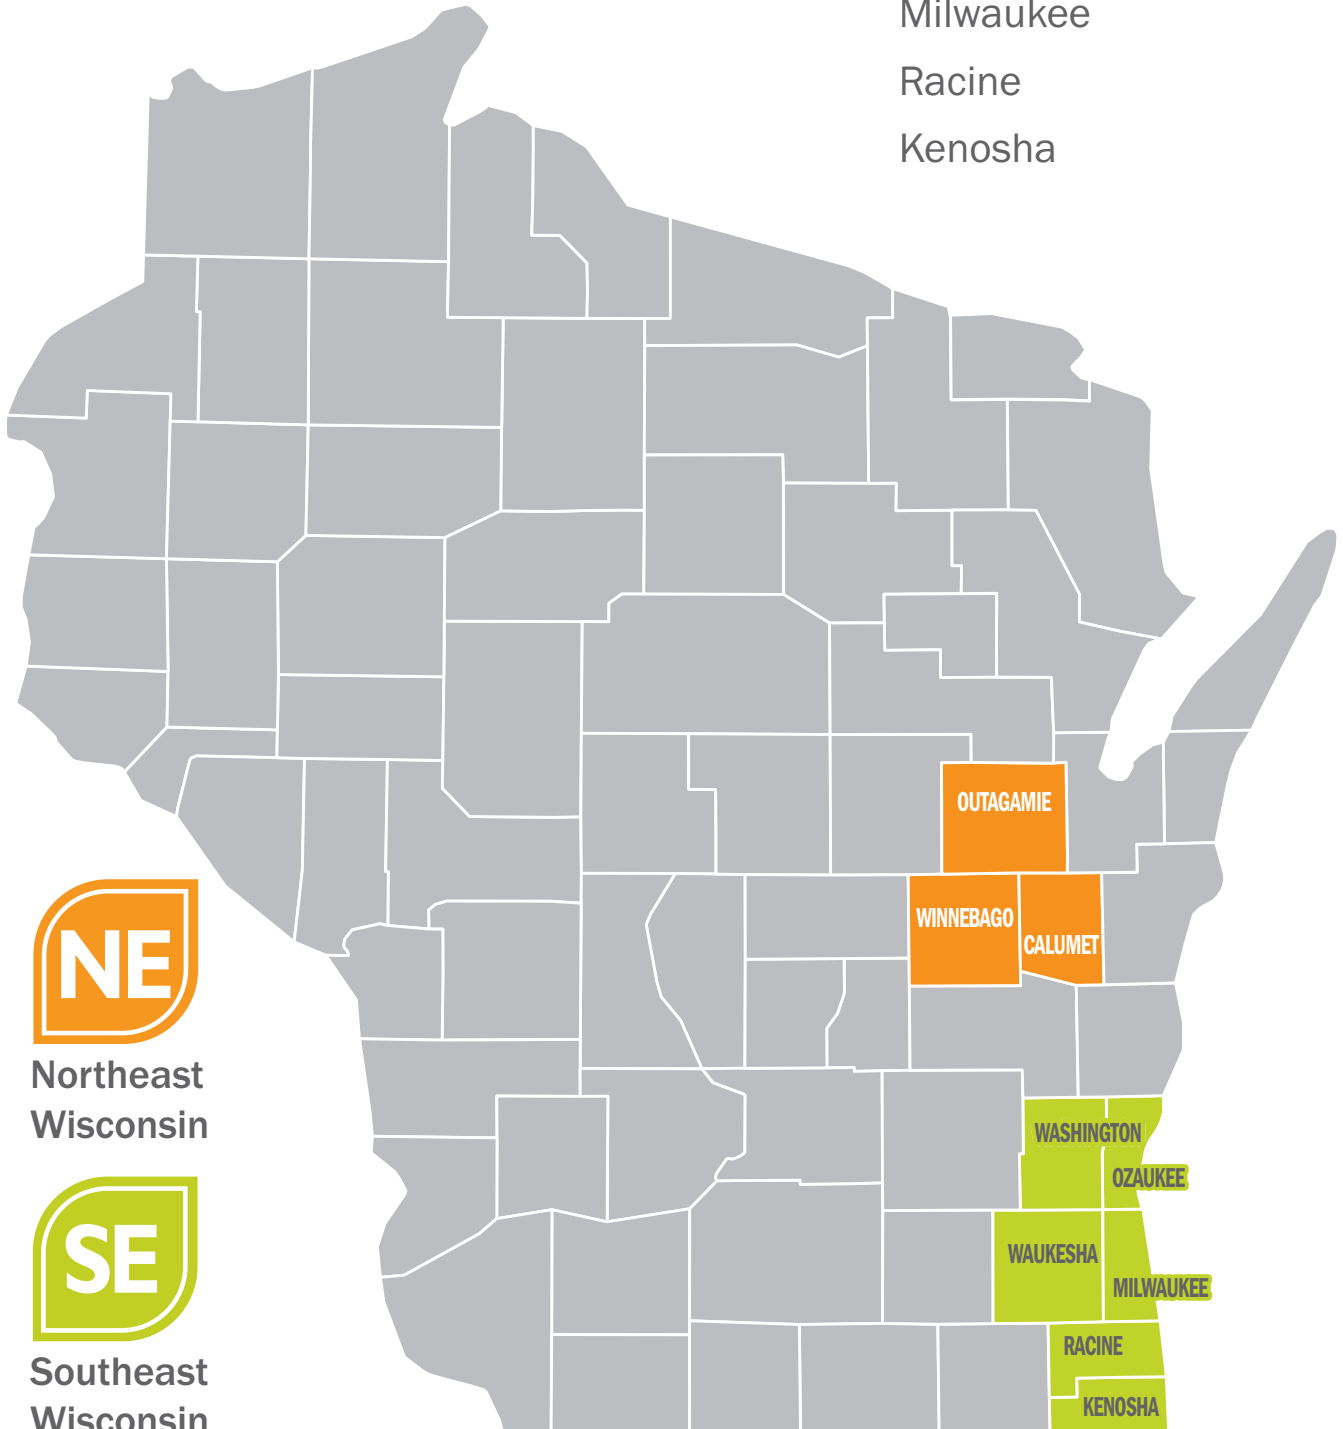 Milwaukee
Racine
Kenosha
OUTAGAMIE
WINNEBAGO
CALUMET
NE
Northeast
Wisconsin
WASHINGTON
OZAUKEE
SE
WAUKESHA
MILWAUKEE
RACINE
Southeast
Wisconsin
KENOSHA